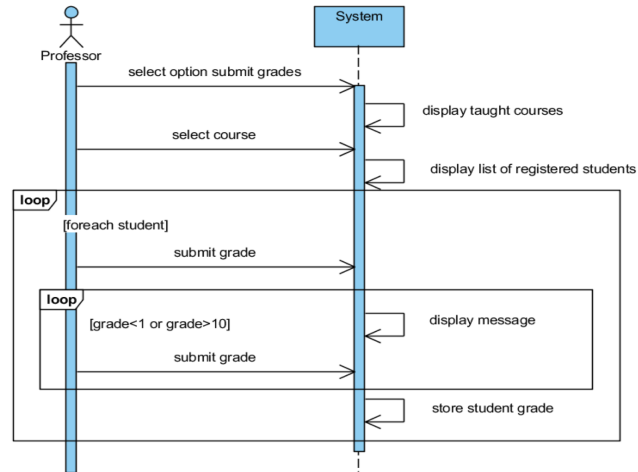 System
Professor
select option submit grades
display taught courses
select course
display list of registered students
loop
[foreach student]
submit grade
loop
[grade<1 or grade>10]
display message
submit grade
store student grade